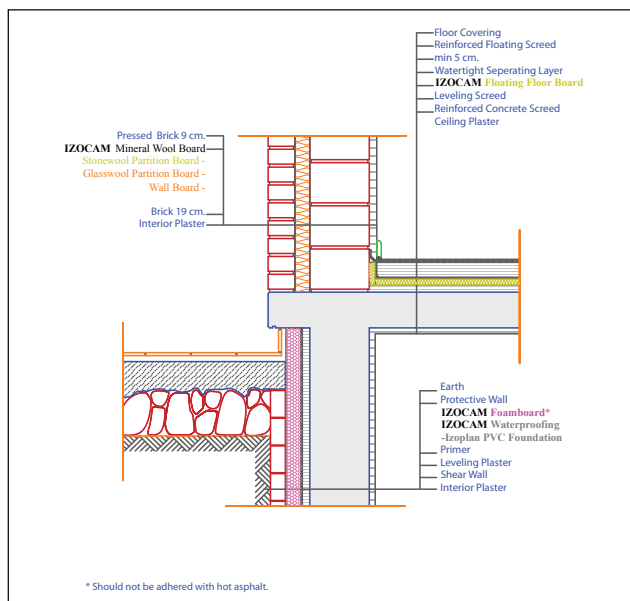 Floor Covering
Reinforced Floating Screed
min 5 cm.
Watertight Seperating Layer
IZOCAM Floating Floor Board
Leveling Screed
Reinforced Concrete Screed
Ceiling Plaster
Pressed Brick 9 cm.
IZOCAM Mineral Wool Board
Stonewool Partition Board -
Glasswool Partition Board -
Wall Board -
Brick 19 cm.
Interior Plaster
Earth
Protective Wall
IZOCAM Foamboard*
IZOCAM Waterproofing
-Izoplan PVC Foundation
Primer
Leveling Plaster
Shear Wall
Interior Plaster
* Should not be adhered with hot asphalt.